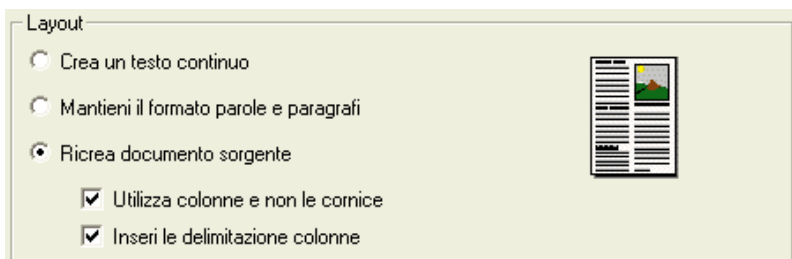 Layout
Crea un testo continuo
Mantieni il formato parole e paragrafi
Ricrea documento sorgente
Utilizza colonne e non le cornice
Inseri le delimitazione colonne